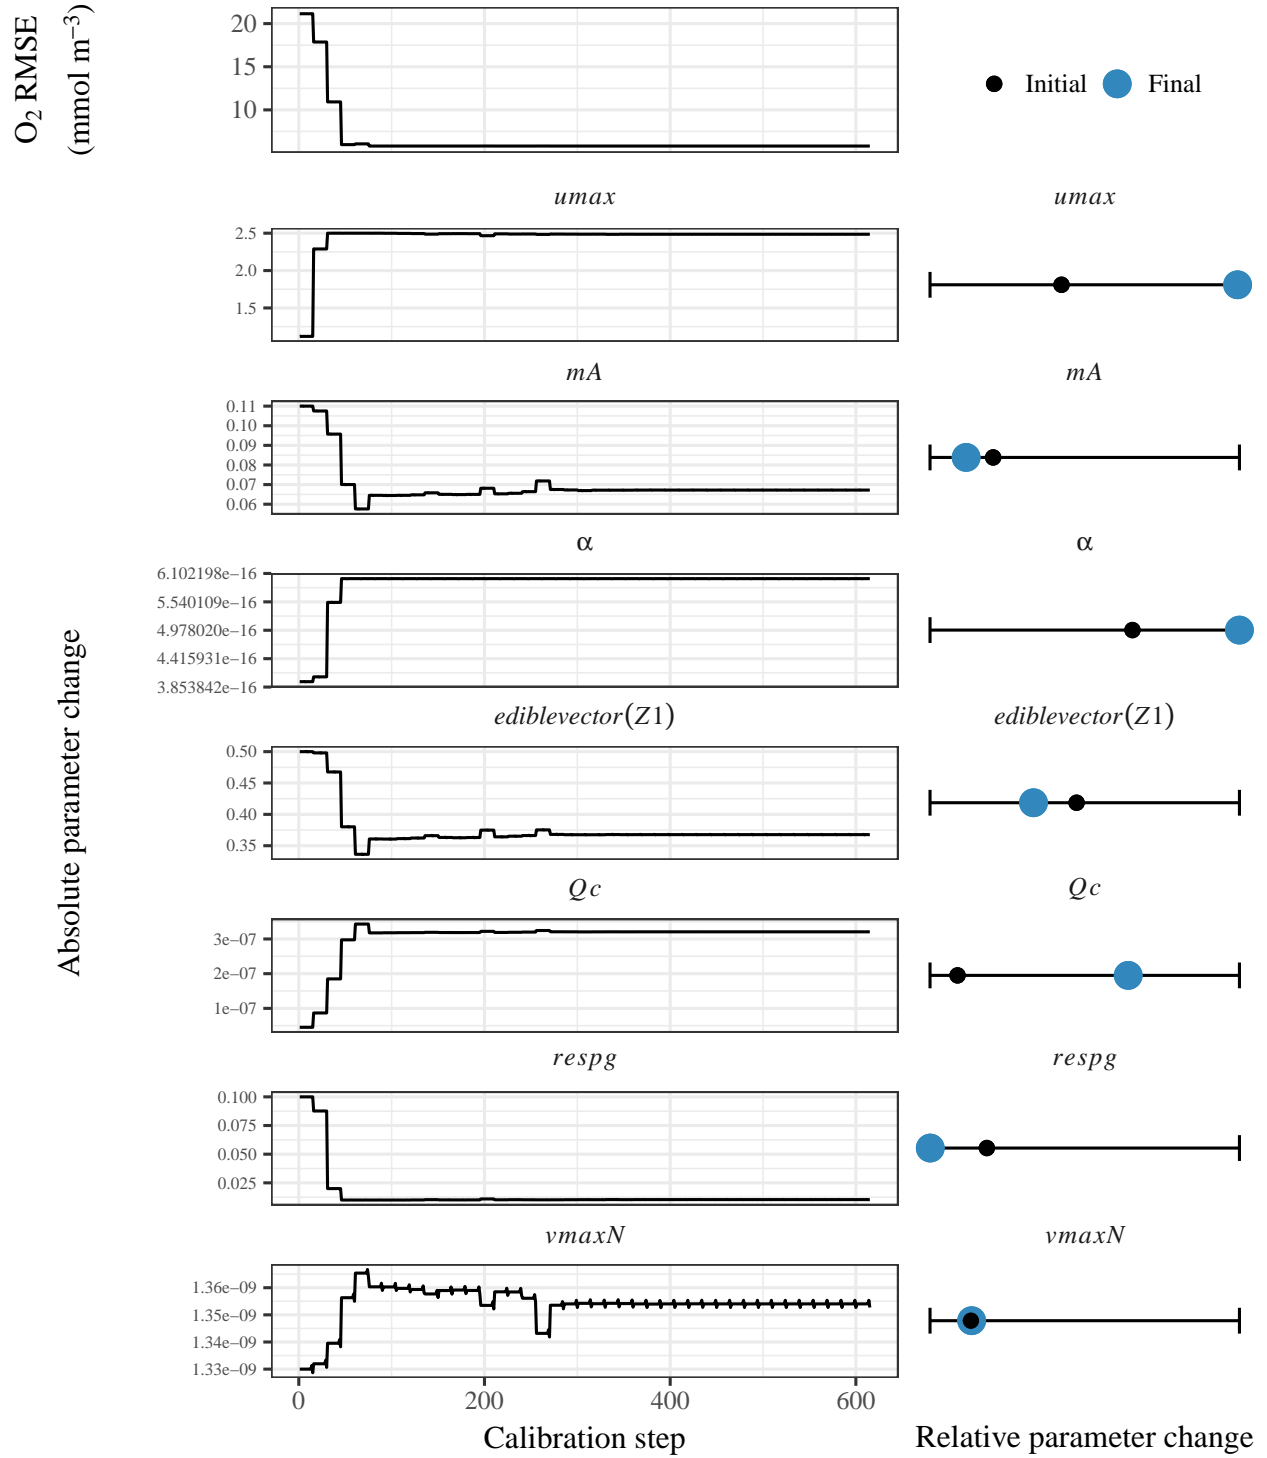 O₂ RMSE
(mmol m⁻³)
20
15
10
Initial Final
umax umax
2.5
2.0
1.5
mA mA
0.11
0.10
0.09
0.08
0.07
0.06
α α
6.102198e−16
5.540109e−16
4.978020e−16
4.415931e−16
3.853842e−16
ediblevector(Z1) ediblevector(Z1)
0.50
0.45
0.40
0.35
Absolute parameter change
Qc Qc
3e−07
2e−07
1e−07
respg respg
0.100
0.075
0.050
0.025
vmaxN vmaxN
1.36e−09
1.35e−09
1.34e−09
1.33e−09
0 200 400 600
Calibration step Relative parameter change